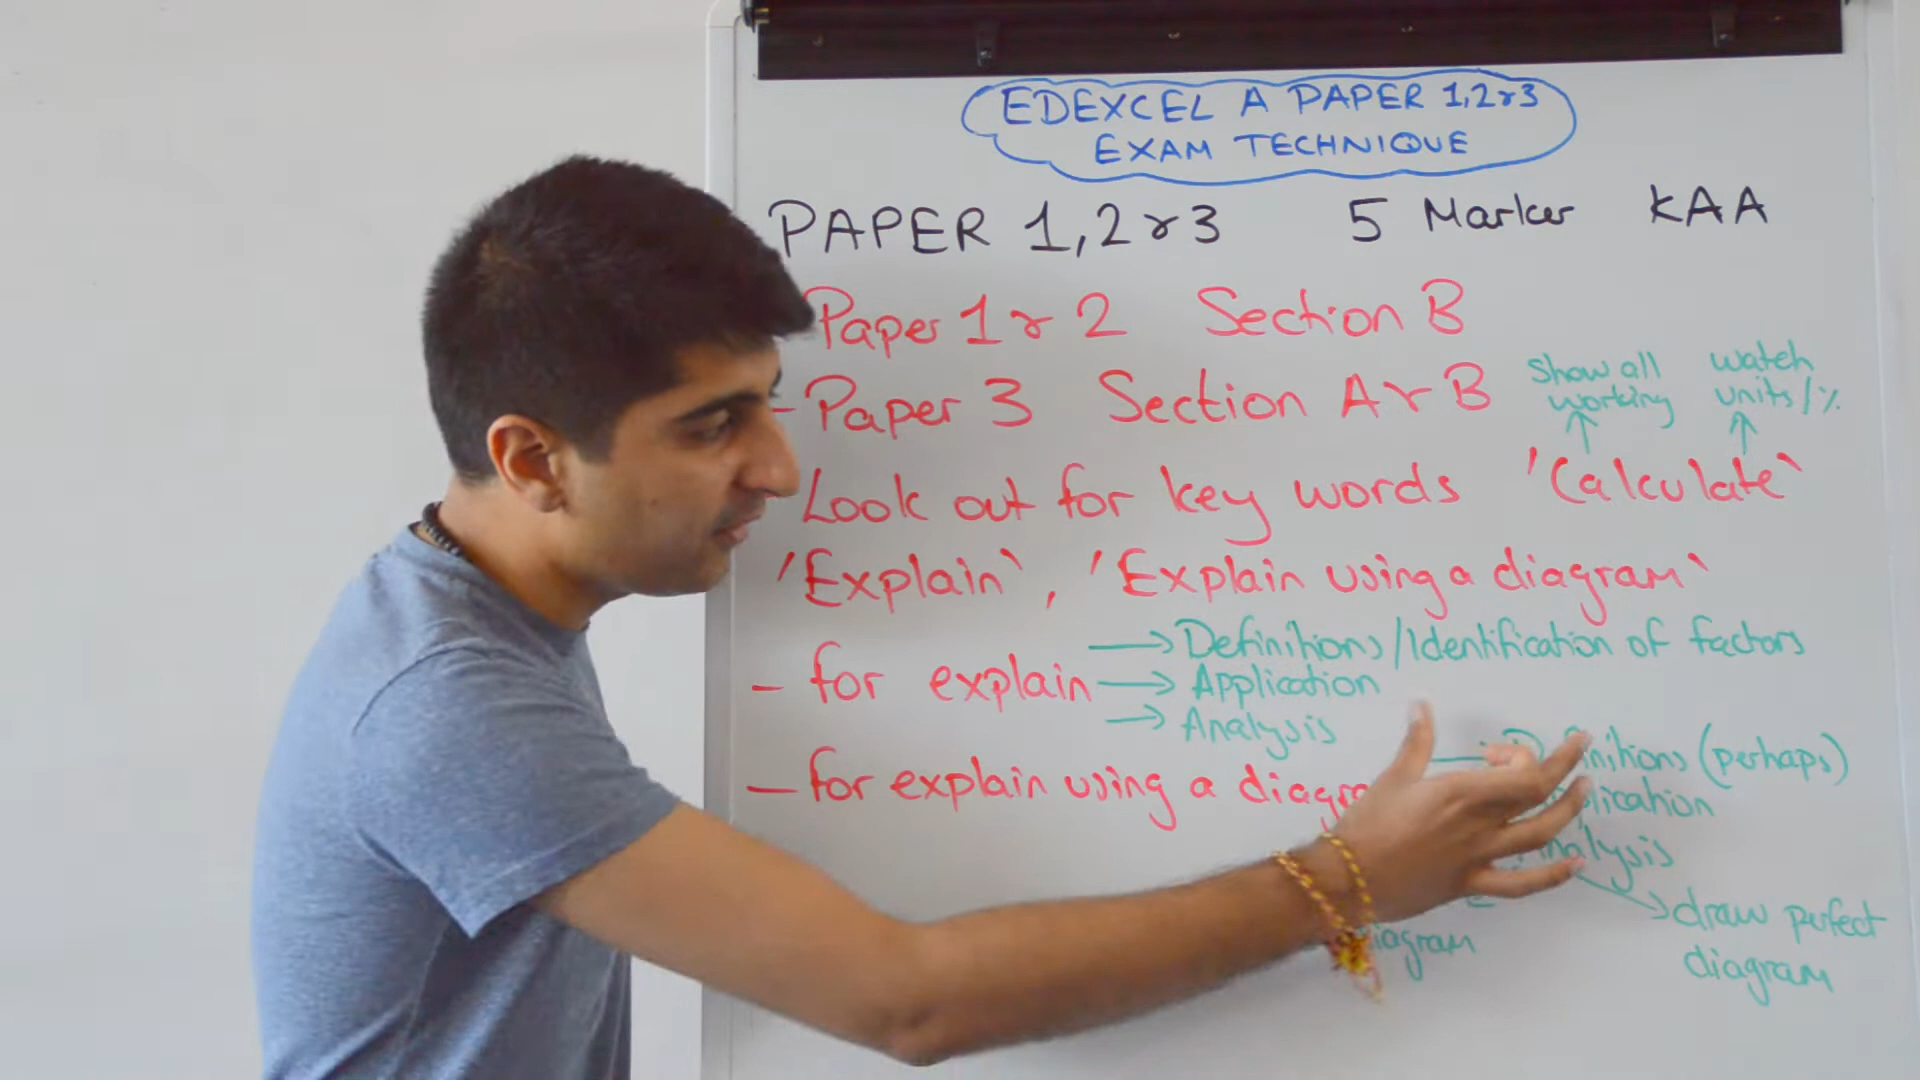 EDEXCEL A PAPER 1,2 & 3
EXAM TECHNIQUE
PAPER 1,2 & 3 5 Marker KAA
Paper 1 & 2 Section B
- Paper 3 Section A & B
Show all working
watch units/%
Look out for key words 'Calculate'
'Explain', 'Explain using a diagram'
- for explain
→ Definitions/Identification of factors
→ Application
→ Analysis
- for explain using a diagram
(perhaps)
draw perfect
diagram
diagram